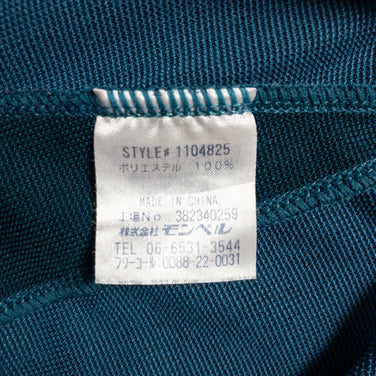 STYLE# 1104825
ポリエステル 100%
MADE IN CHINA
工場No 382340259
株式会社 モンベル
TEL 06-6531-3544
フリーコール 0088-22-0031